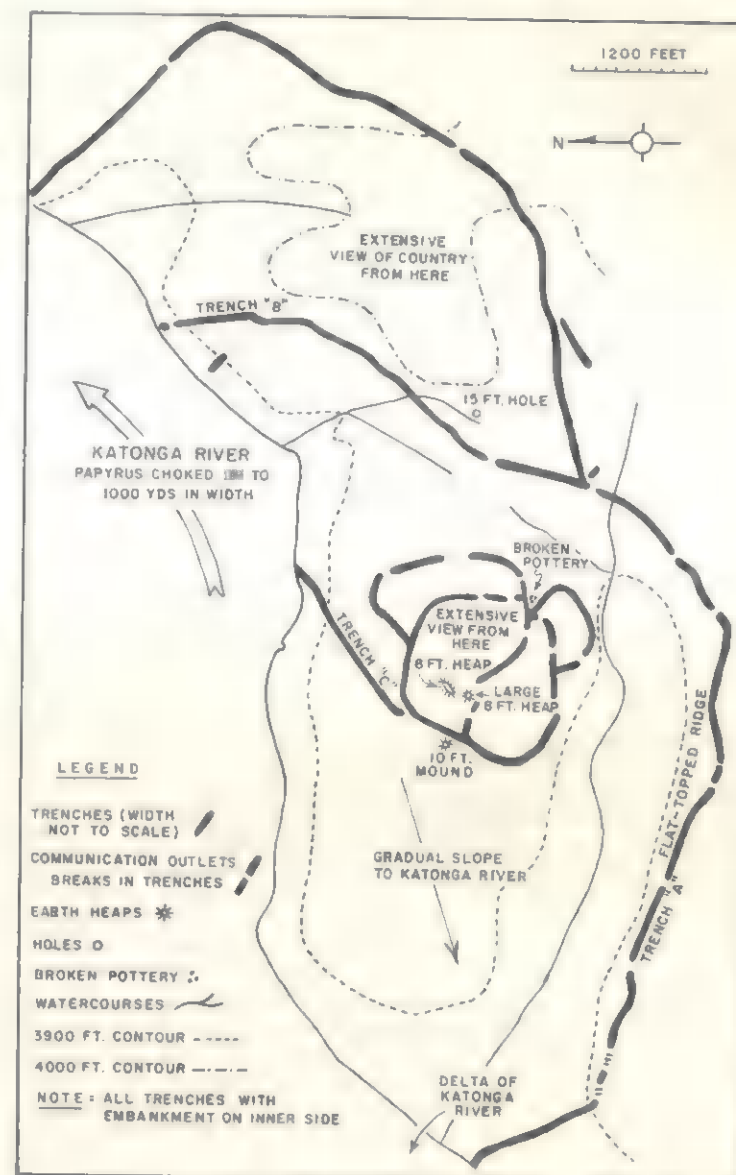 1200 FEET
N
EXTENSIVE
VIEW OF COUNTRY
FROM HERE
TRENCH "B"
15 FT. HOLE
KATONGA RIVER
PAPYRUS CHOKED TO
1000 YDS IN WIDTH
BROKEN
POTTERY
EXTENSIVE
VIEW FROM
HERE
8 FT. HEAP
LARGE
8 FT. HEAP
TRENCH "C"
10 FT.
MOUND
GRADUAL SLOPE
TO KATONGA RIVER
TRENCH "A" FLAT-TOPPED RIDGE
DELTA OF
KATONGA
RIVER
LEGEND
TRENCHES (WIDTH
NOT TO SCALE)
COMMUNICATION OUTLETS
BREAKS IN TRENCHES
EARTH HEAPS
HOLES
BROKEN POTTERY
WATERCOURSES
3900 FT. CONTOUR
4000 FT. CONTOUR
NOTE = ALL TRENCHES WITH
EMBANKMENT ON INNER SIDE